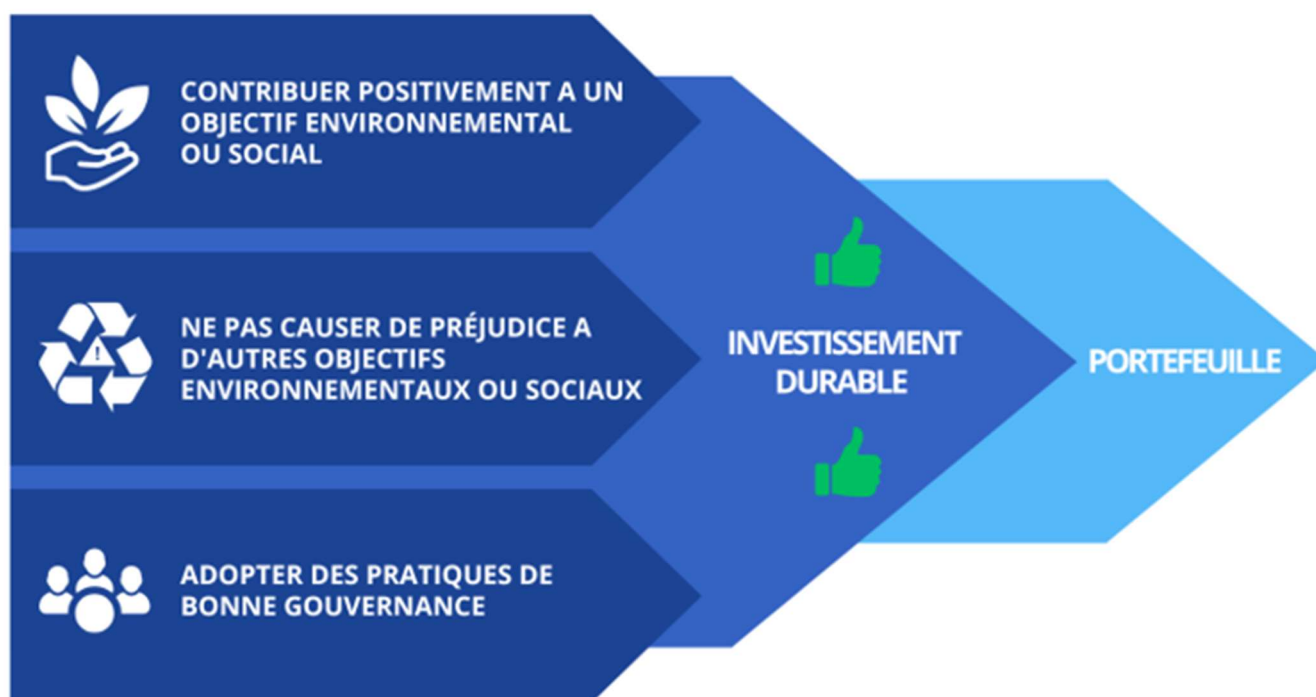 CONTRIBUER POSITIVEMENT A UN
OBJECTIF ENVIRONNEMENTAL
OU SOCIAL
NE PAS CAUSER DE PRÉJUDICE A
D'AUTRES OBJECTIFS
ENVIRONNEMENTAUX OU SOCIAUX
ADOPTER DES PRATIQUES DE
BONNE GOUVERNANCE
INVESTISSEMENT
DURABLE
PORTEFEUILLE